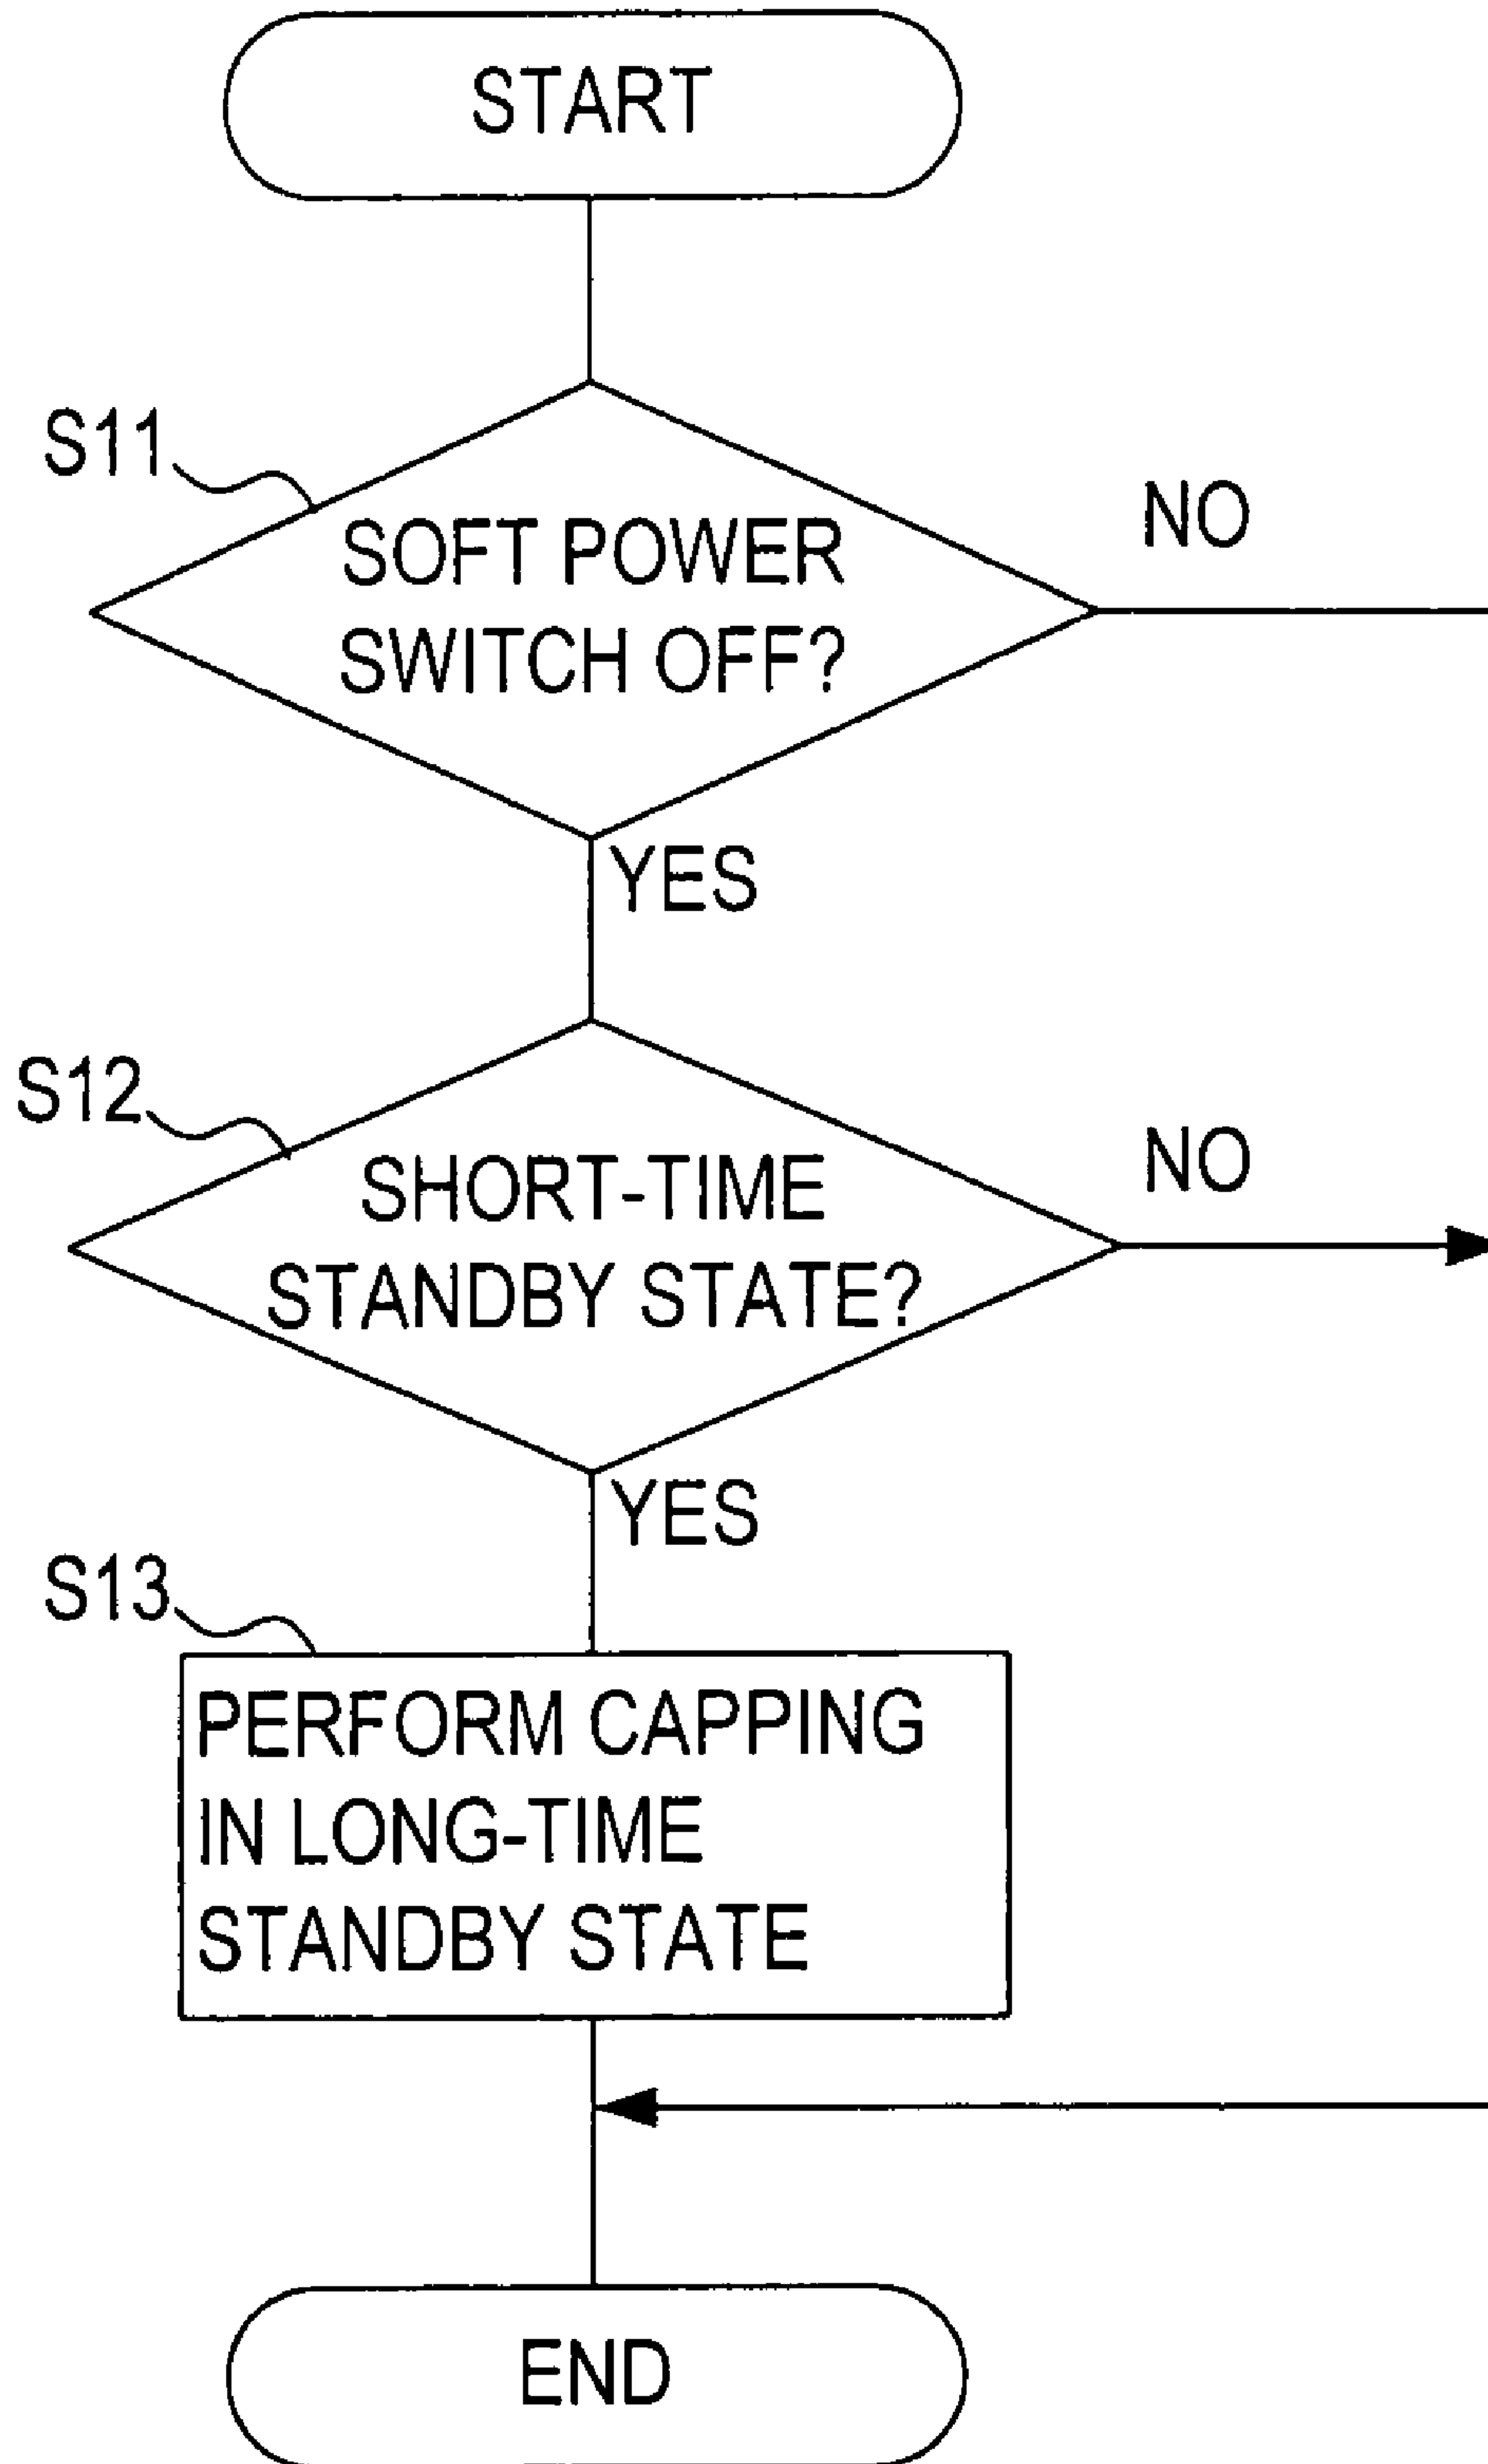 START
S11
SOFT POWER
SWITCH OFF?
NO
YES
S12
SHORT-TIME
STANDBY STATE?
NO
YES
S13
PERFORM CAPPING
IN LONG-TIME
STANDBY STATE
END